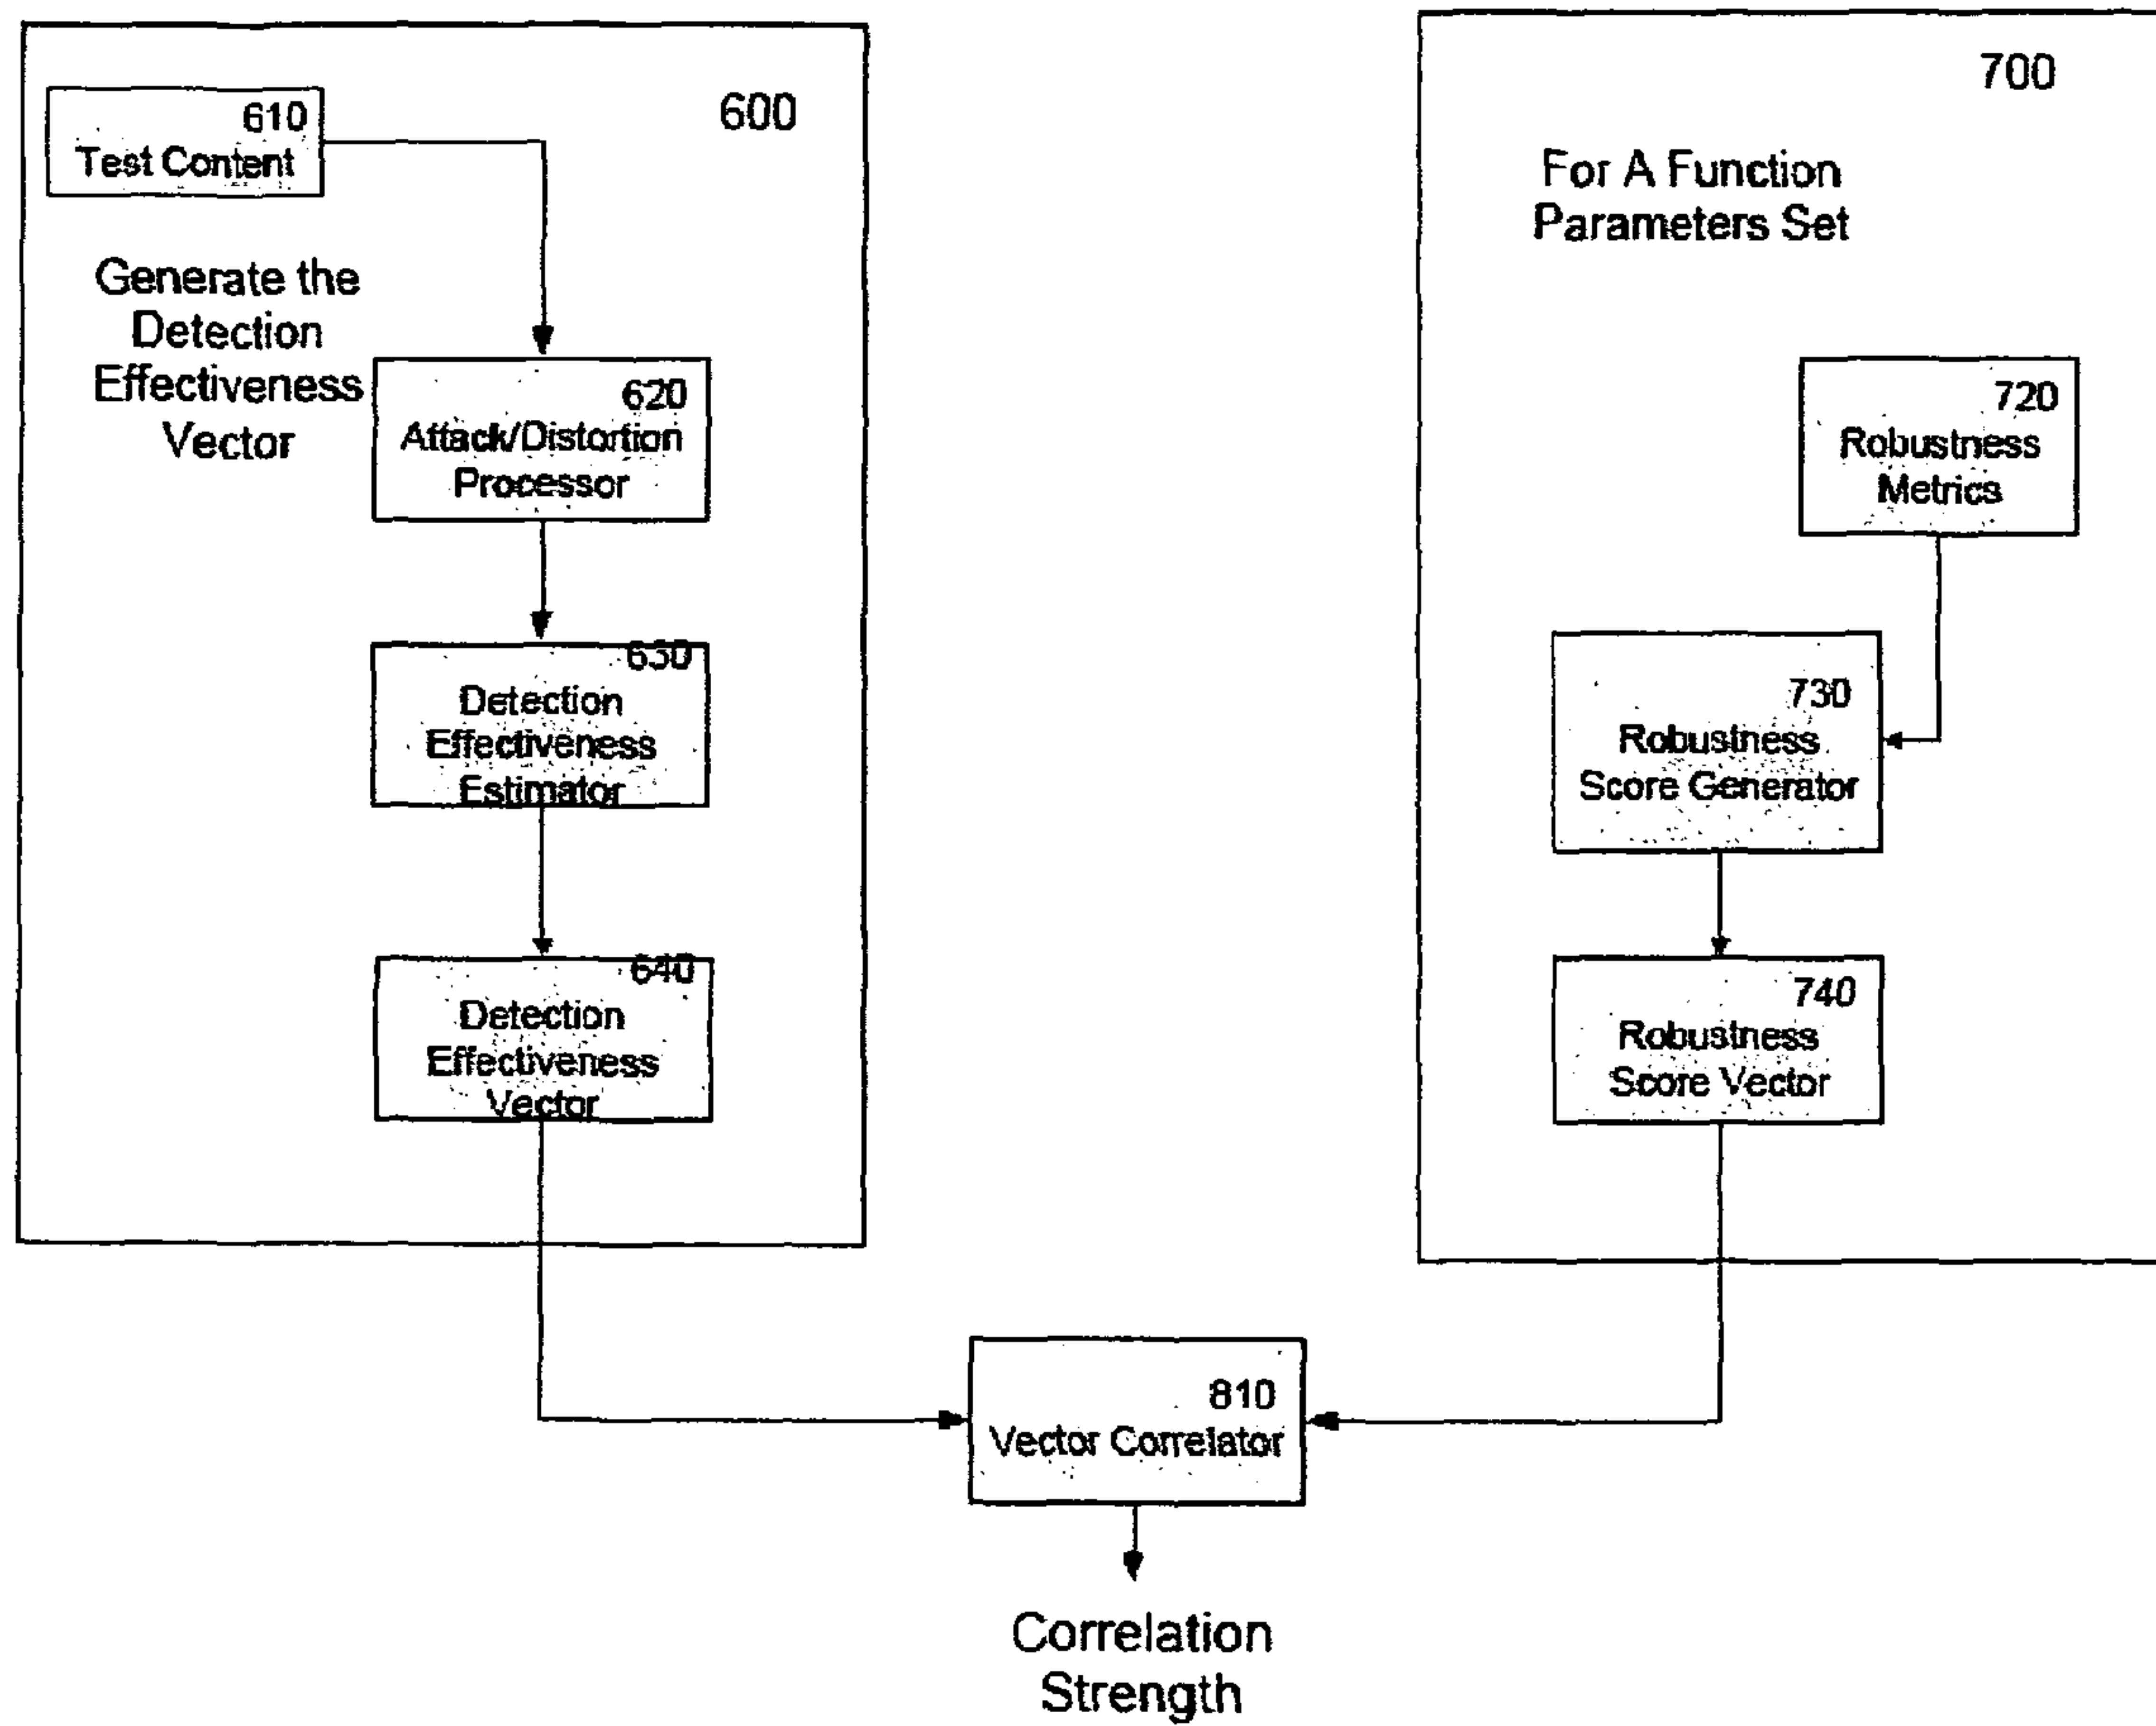 610
Test Content
600
Generate the
Detection
Effectiveness
Vector
620
Attack/Distortion
Processor
630
Detection
Effectiveness
Estimator
640
Detection
Effectiveness
Vector
700
For A Function
Parameters Set
720
Robustness
Metrics
730
Robustness
Score Generator
740
Robustness
Score Vector
810
Vector Correlator
Correlation
Strength